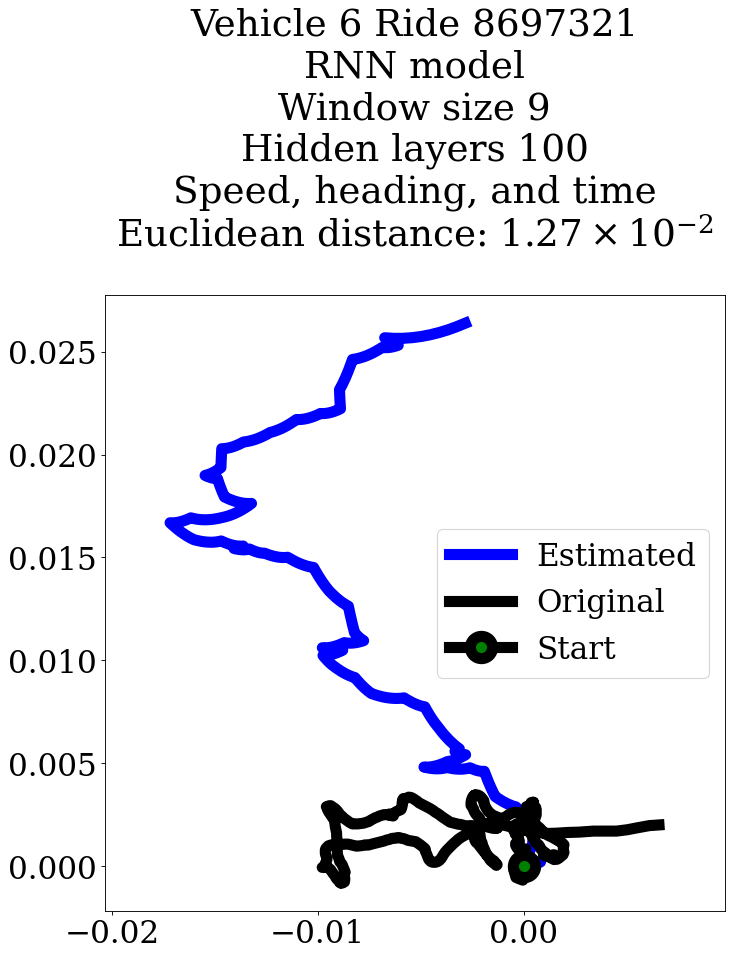 Vehicle 6 Ride 8697321
RNN model
Window size 9
Hidden layers 100
Speed, heading, and time
Euclidean distance: 1.27 × 10⁻²
0.025
0.020
0.015
0.010
0.005
0.000
Estimated
Original
Start
−0.02
−0.01
0.00